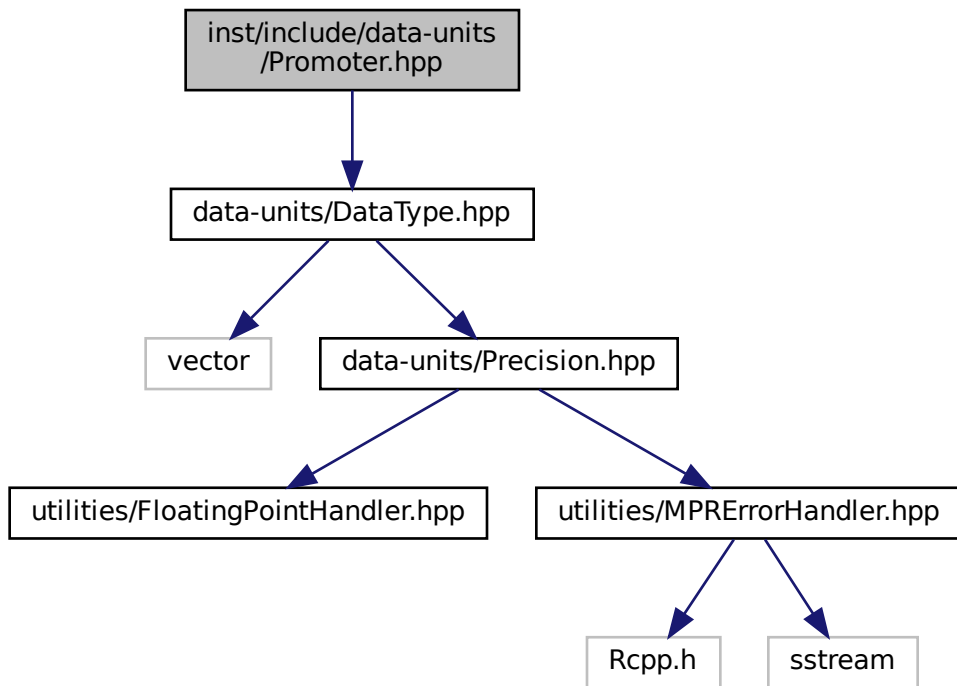 inst/include/data-units
/Promoter.hpp
data-units/DataType.hpp
vector
data-units/Precision.hpp
utilities/FloatingPointHandler.hpp
utilities/MPRErrorHandler.hpp
Rcpp.h
sstream